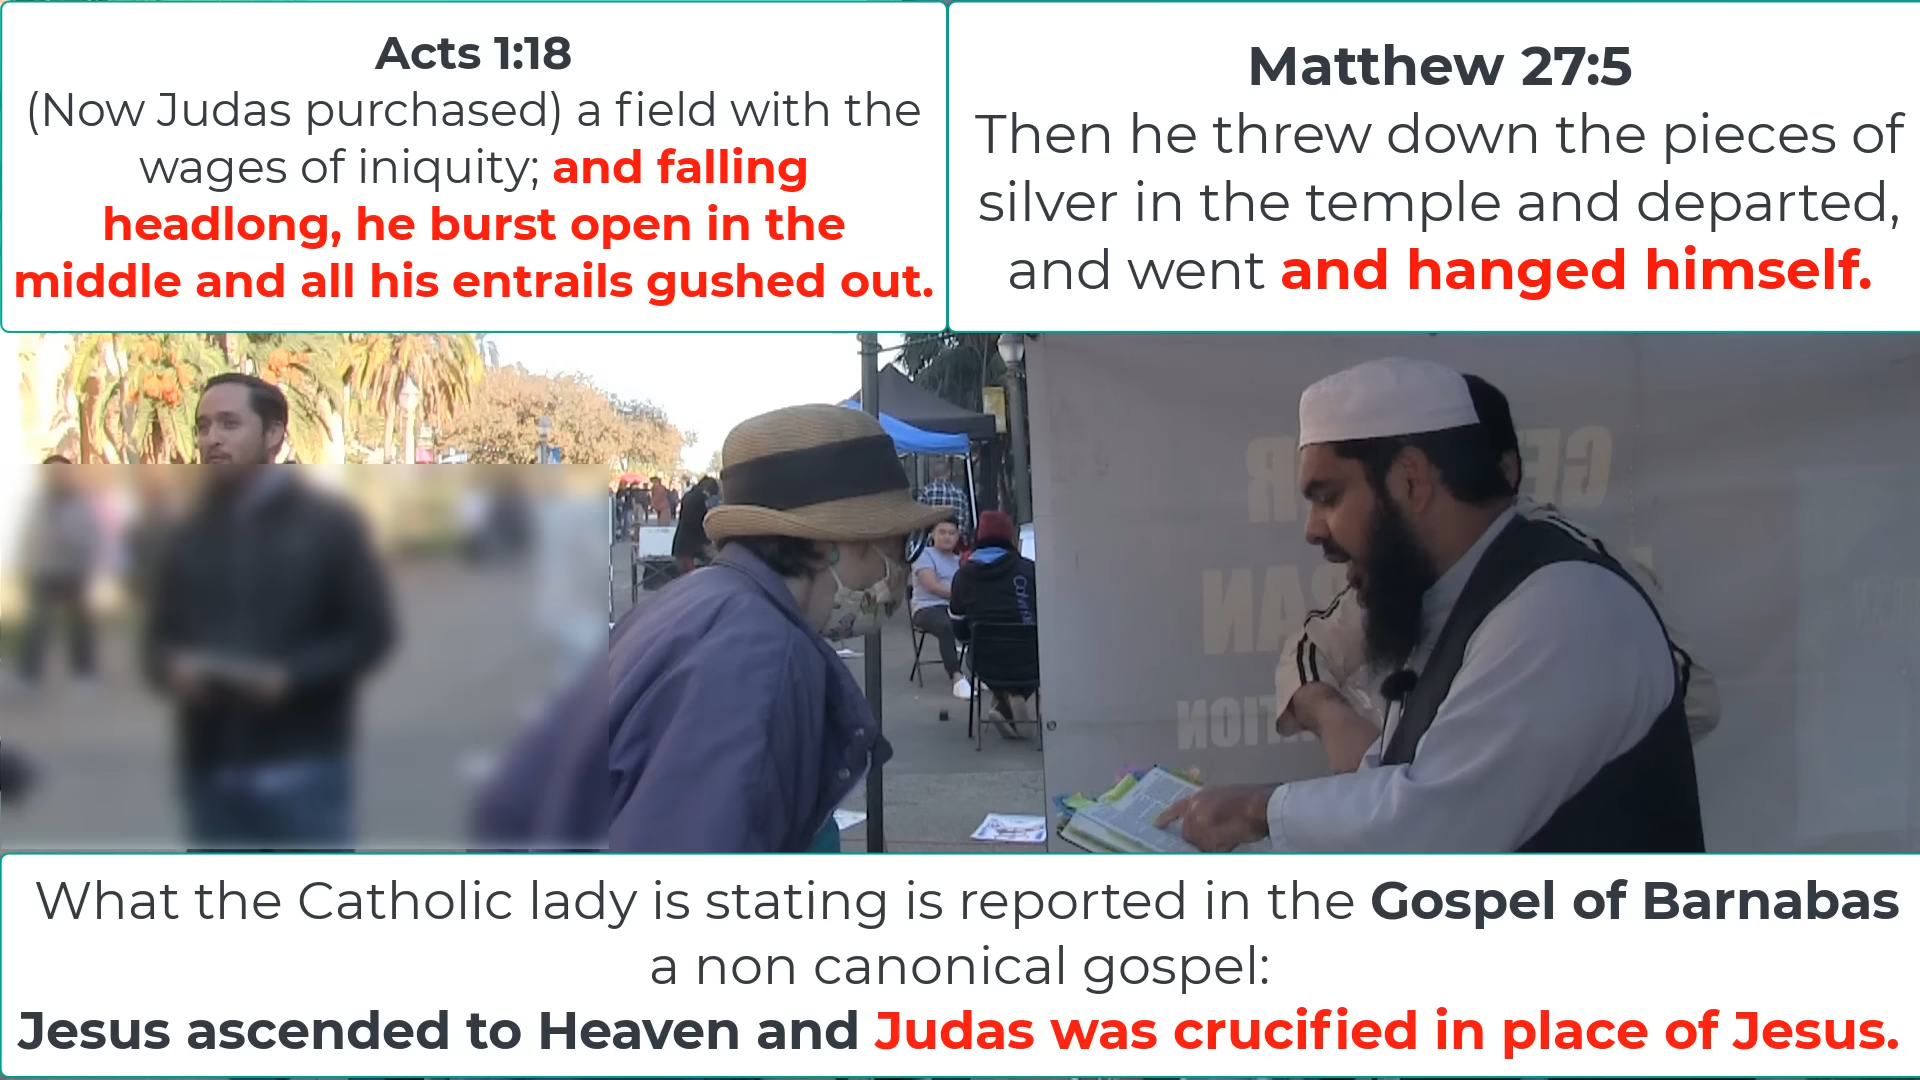 Acts 1:18
(Now Judas purchased) a field with the
wages of iniquity; and falling
headlong, he burst open in the
middle and all his entrails gushed out.
Matthew 27:5
Then he threw down the pieces of
silver in the temple and departed,
and went and hanged himself.
What the Catholic lady is stating is reported in the Gospel of Barnabas
a non canonical gospel:
Jesus ascended to Heaven and Judas was crucified in place of Jesus.